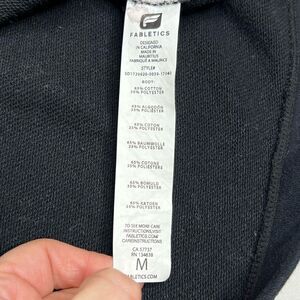 FABLETICS
DESIGNED
IN CALIFORNIA
MADE IN
MAURITIUS
FABRIQUÉ À MAURICE
STYLE#
BODY:
65% COTTON
35% POLYESTER
65% ALGODÓN
35% POLIÉSTER
65% COTON
35% POLYESTER
65% BAUMWOLLE
35% POLYESTER
65% COTONE
35% POLIESTERE
65% BOMULD
35% POLYESTER
65% KATOEN
35% POLYESTER
TO SEE MORE CARE
INSTRUCTIONS, VISIT
FABLETICS.COM/
CAREINSTRUCTIONS
CA 57737
RN 134638
M
FABLETICS.COM